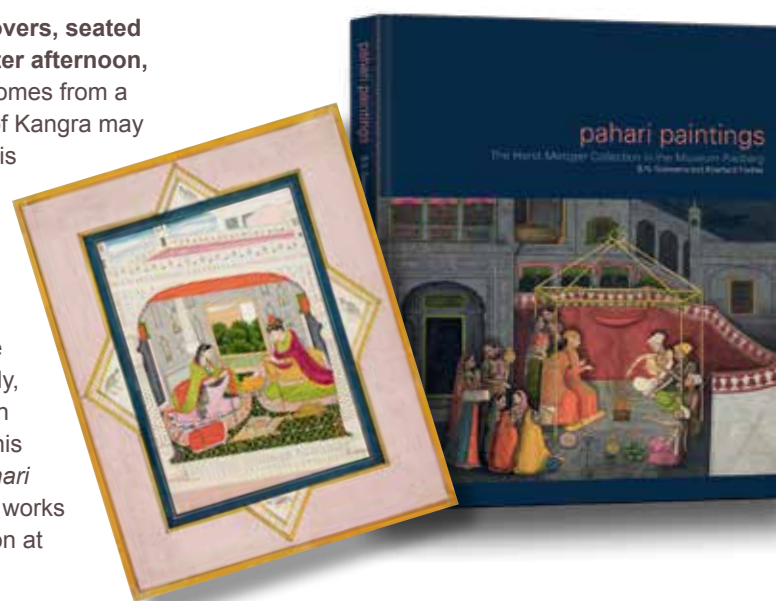 overs, seated
ter afternoon,
omes from a
of Kangra may
is
e
ly,
n
his
hari
works
on at
pahari paintings
pahari paintings
The Horst Metzger Collection in the Museum Rietberg